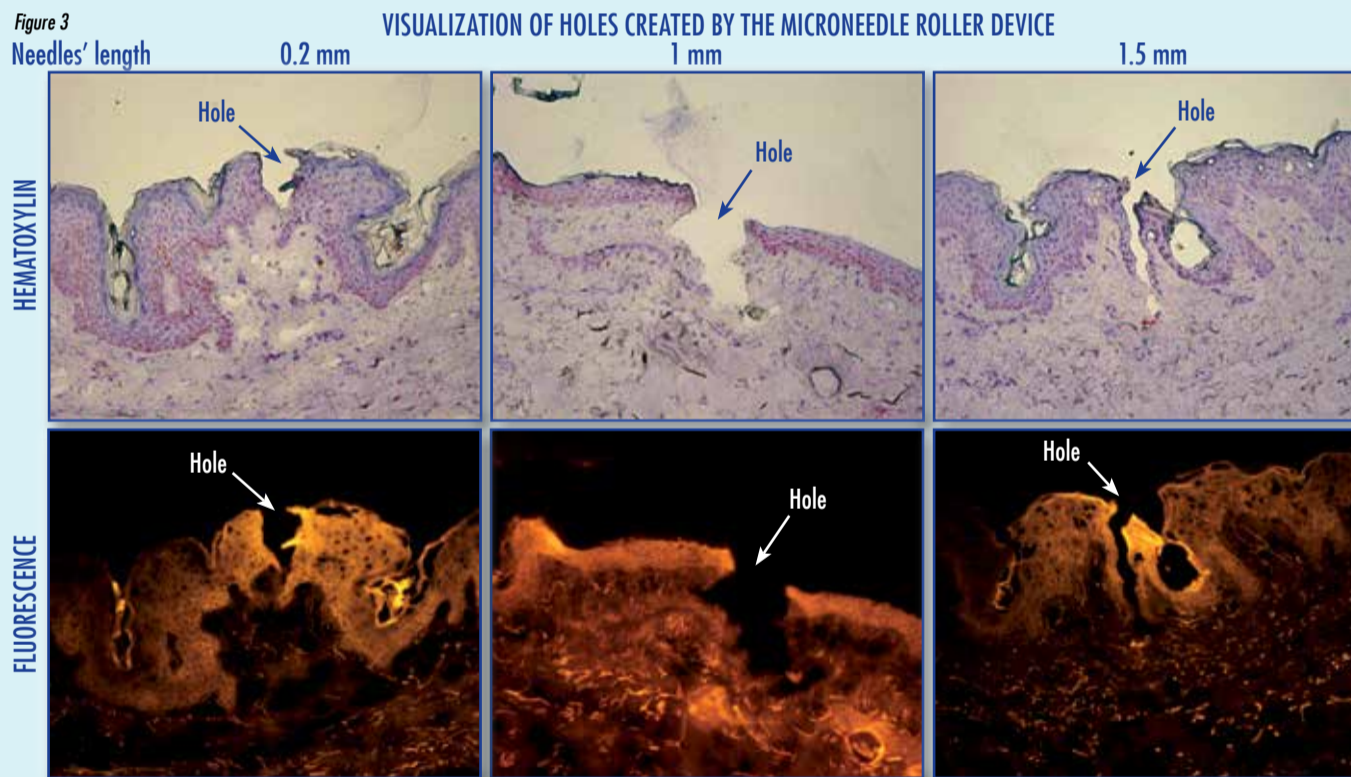 Figure 3
VISUALIZATION OF HOLES CREATED BY THE MICRONEEDLE ROLLER DEVICE
Needles' length 0.2 mm 1 mm 1.5 mm
HEMATOXYLIN
Hole
Hole
Hole
FLUORESCENCE
Hole
Hole
Hole